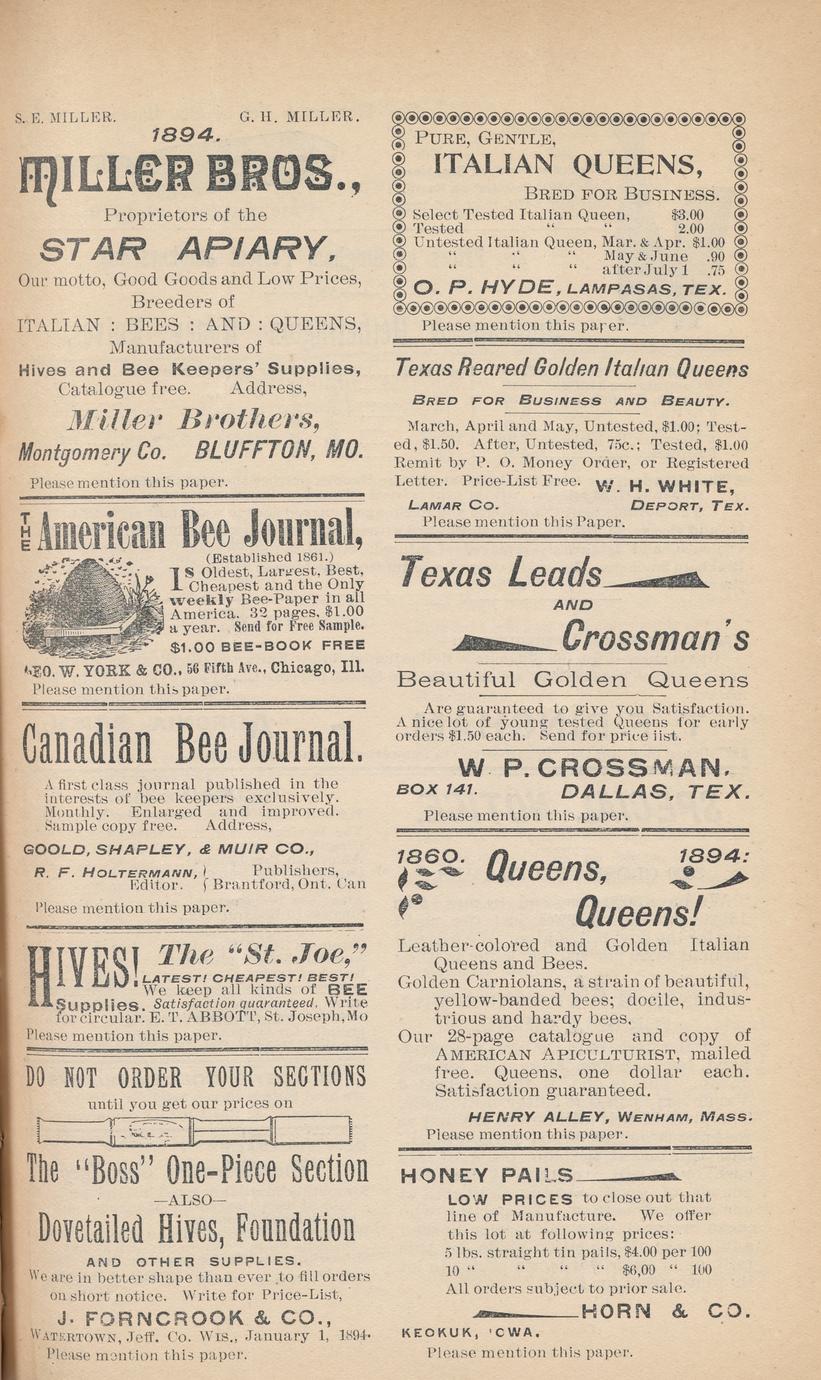 S. E. MILLER. G. H. MILLER.
1894.
MILLER BROS.,
Proprietors of the
STAR APIARY,
Our motto, Good Goods and Low Prices,
Breeders of
ITALIAN : BEES : AND : QUEENS,
Manufacturers of
Hives and Bee Keepers' Supplies,
Catalogue free. Address,
Miller Brothers,
Montgomery Co. BLUFFTON, MO.
Please mention this paper.
THE American Bee Journal,
(Established 1861.)
Is Oldest, Largest, Best,
Cheapest and the Only
weekly Bee-Paper in all
America. 32 pages, $1.00
a year. Send for Free Sample.
$1.00 BEE-BOOK FREE
GEO. W. YORK & CO., 56 Fifth Ave., Chicago, Ill.
Please mention this paper.
Canadian Bee Journal.
A first class journal published in the
interests of bee keepers exclusively.
Monthly. Enlarged and improved.
Sample copy free. Address,
GOOLD, SHAPLEY, & MUIR CO.,
R. F. HOLTERMANN, Publishers,
Editor. Brantford, Ont. Can
Please mention this paper.
HIVES! The "St. Joe,"
LATEST! CHEAPEST! BEST!
We keep all kinds of BEE
Supplies. Satisfaction guaranteed. Write
for circular. E. T. ABBOTT, St. Joseph, Mo
Please mention this paper.
DO NOT ORDER YOUR SECTIONS
until you get our prices on
The "Boss" One-Piece Section
—ALSO—
Dovetailed Hives, Foundation
AND OTHER SUPPLIES.
We are in better shape than ever to fill orders
on short notice. Write for Price-List,
J. FORNCROOK & CO.,
WATERTOWN, Jeff. Co. WIS., January 1, 1894.
Please mention this paper.
PURE, GENTLE,
ITALIAN QUEENS,
BRED FOR BUSINESS.
Select Tested Italian Queen, $3.00
Tested " " 2.00
Untested Italian Queen, Mar. & Apr. $1.00
" " " May & June .90
" " " after July 1 .75
O. P. HYDE, LAMPASAS, TEX.
Please mention this paper.
Texas Reared Golden Italian Queens
BRED FOR BUSINESS AND BEAUTY.
March, April and May, Untested, $1.00; Test-
ed, $1.50. After, Untested, 75c.; Tested, $1.00
Remit by P. O. Money Order, or Registered
Letter. Price-List Free. W. H. WHITE,
LAMAR CO. DEPORT, TEX.
Please mention this Paper.
Texas Leads
AND
Crossman's
Beautiful Golden Queens
Are guaranteed to give you Satisfaction.
A nice lot of young tested Queens for early
orders $1.50 each. Send for price list.
W. P. CROSSMAN.
BOX 141. DALLAS, TEX.
Please mention this paper.
1860. Queens, 1894:
Queens!
Leather-colored and Golden Italian
Queens and Bees.
Golden Carniolans, a strain of beautiful,
yellow-banded bees; docile, indus-
trious and hardy bees,
Our 28-page catalogue and copy of
AMERICAN APICULTURIST, mailed
free. Queens, one dollar each.
Satisfaction guaranteed.
HENRY ALLEY, WENHAM, MASS.
Please mention this paper.
HONEY PAILS
LOW PRICES to close out that
line of Manufacture. We offer
this lot at following prices:
5 lbs. straight tin pails, $4.00 per 100
10 " " " " $6,00 " 100
All orders subject to prior sale.
HORN & CO.
KEOKUK, IOWA.
Please mention this paper.